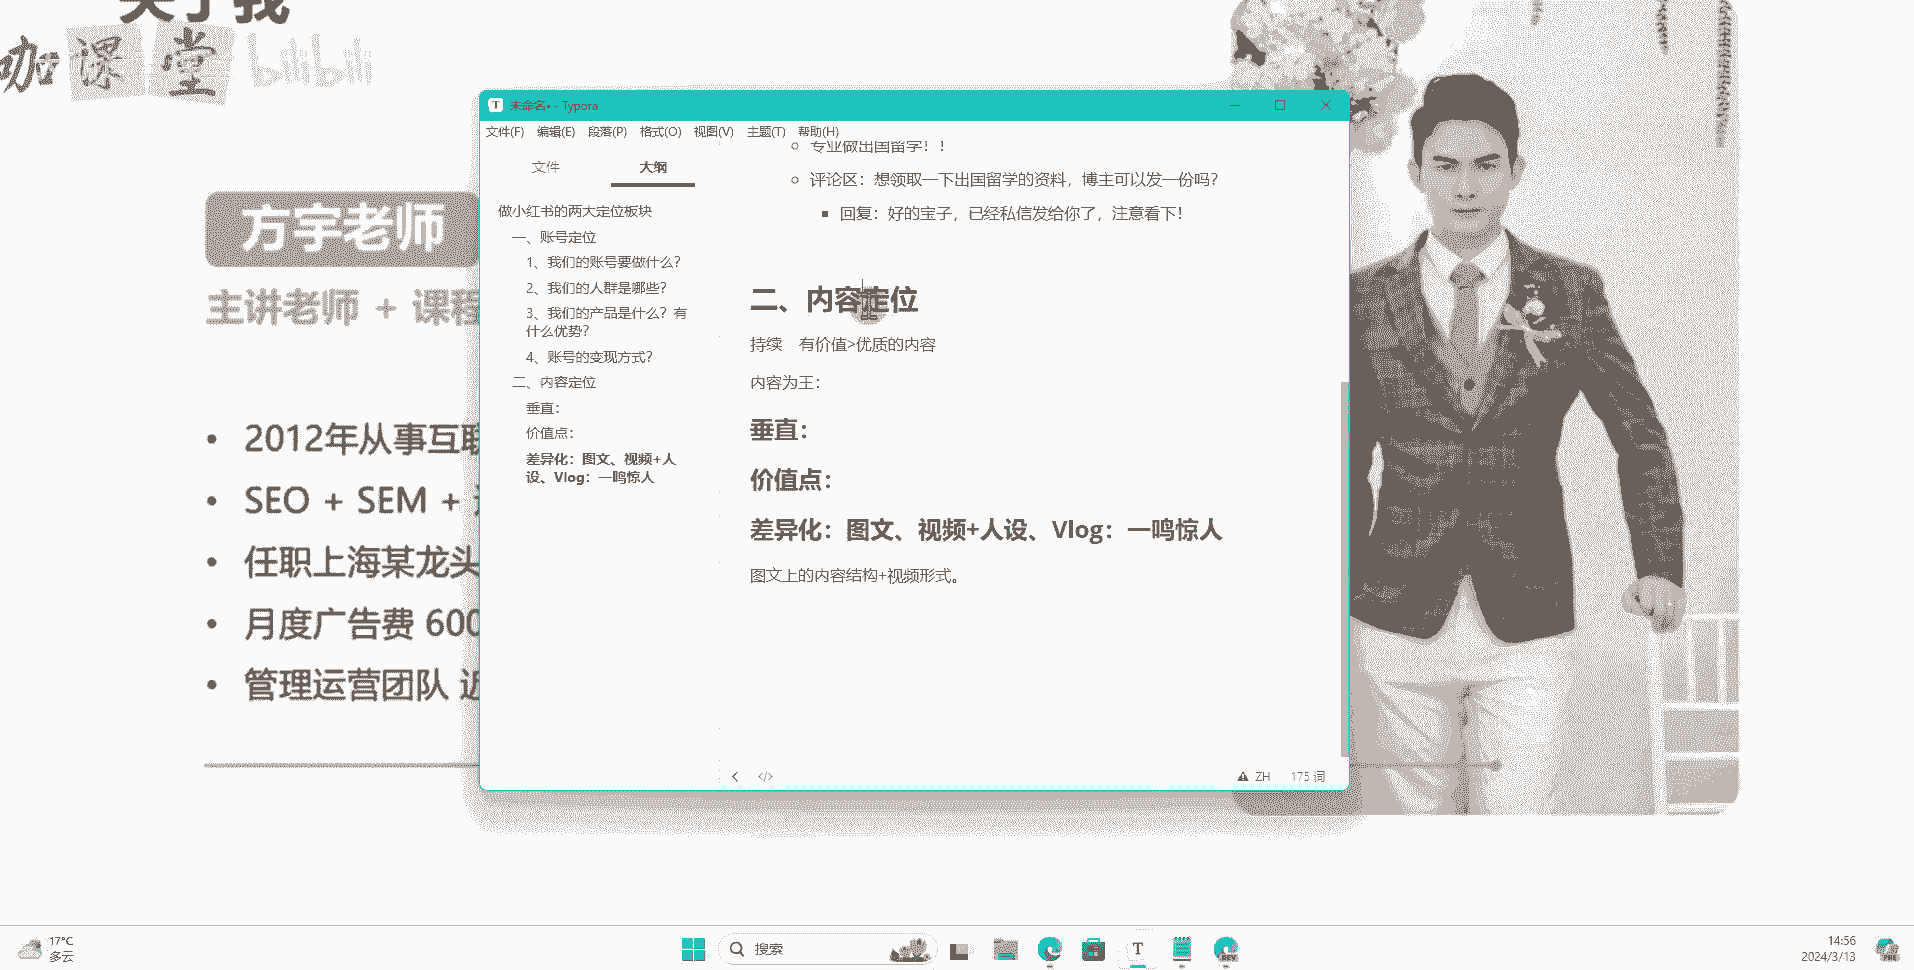 关于我
咖课堂 bilibili
方宇老师
主讲老师 + 课程
2012年从事互联
SEO + SEM +
任职上海某龙头
月度广告费 600
管理运营团队 近
未命名• - Typora
文件(F) 编辑(E) 段落(P) 格式(O) 视图(V) 主题(T) 帮助(H)
文件 大纲
做小红书的两大定位板块
一、账号定位
1、我们的账号要做什么？
2、我们的人群是哪些？
3、我们的产品是什么？有
什么优势？
4、账号的变现方式？
二、内容定位
垂直：
价值点：
差异化：图文、视频+人
设、Vlog：一鸣惊人
专业做出国留学！！
评论区：想领取一下出国留学的资料，博主可以发一份吗？
回复：好的宝子，已经私信发给你了，注意看下！
二、内容定位
持续 有价值>优质的内容
内容为王：
垂直：
价值点：
差异化：图文、视频+人设、Vlog：一鸣惊人
图文上的内容结构+视频形式。
ZH 175 词
17°C
多云
搜索
DEV
14:56
2024/3/13
PRE